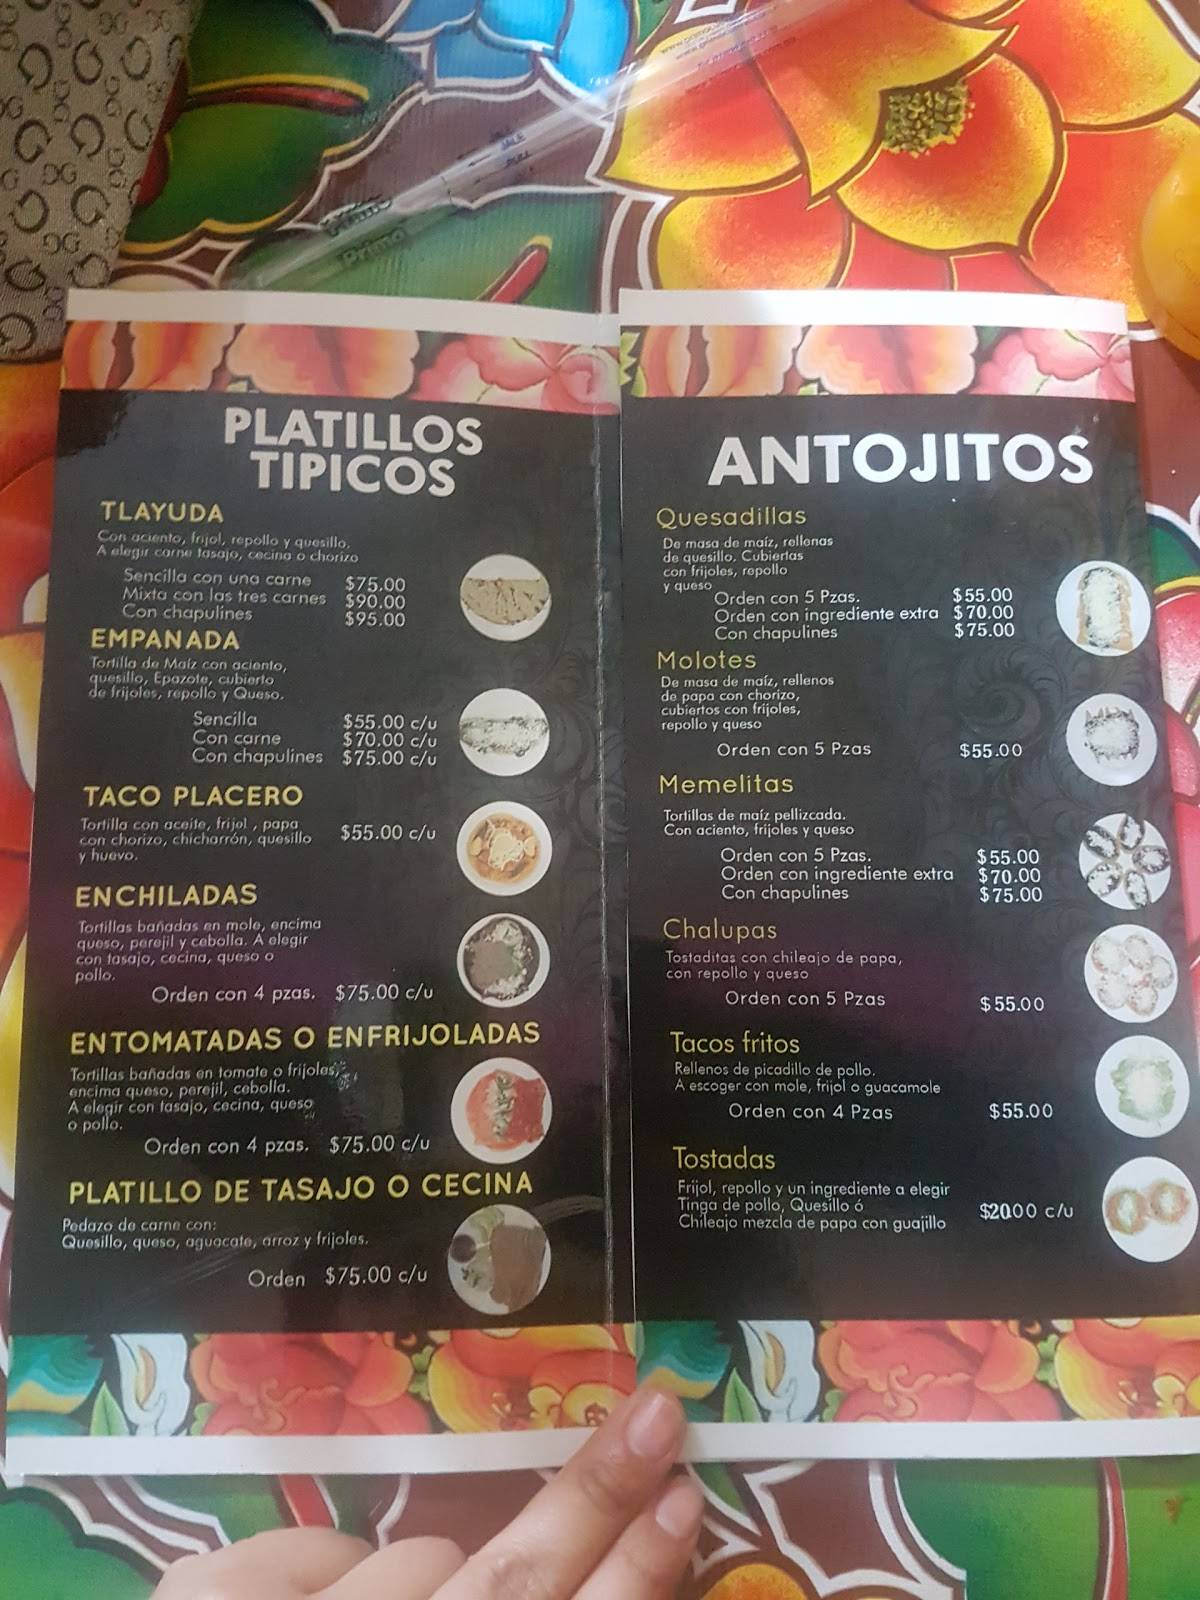 Prima
PLATILLOS
TIPICOS
TLAYUDA
Con aciento, frijol, repollo y quesillo.
A elegir carne tasajo, cecina o chorizo
Sencilla con una carne $75.00
Mixta con las tres carnes $90.00
Con chapulines $95.00
EMPANADA
Tortilla de Maíz con aciento,
quesillo, Epazote, cubierto
de frijoles, repollo y Queso.
Sencilla $55.00 c/u
Con carne $70.00 c/u
Con chapulines $75.00 c/u
TACO PLACERO
Tortilla con aceite, frijol , papa
con chorizo, chicharrón, quesillo
y huevo.
$55.00 c/u
ENCHILADAS
Tortillas bañadas en mole, encima
queso, perejil y cebolla. A elegir
con tasajo, cecina, queso o
pollo.
Orden con 4 pzas. $75.00 c/u
ENTOMATADAS O ENFRIJOLADAS
Tortillas bañadas en tomate o frijoles,
encima queso, perejil, cebolla.
A elegir con tasajo, cecina, queso
o pollo.
Orden con 4 pzas. $75.00 c/u
PLATILLO DE TASAJO O CECINA
Pedazo de carne con:
Quesillo, queso, aguacate, arroz y frijoles.
Orden $75.00 c/u
ANTOJITOS
Quesadillas
De masa de maíz, rellenas
de quesillo. Cubiertas
con frijoles, repollo
y queso
Orden con 5 Pzas. $55.00
Orden con ingrediente extra $70.00
Con chapulines $75.00
Molotes
De masa de maíz, rellenos
de papa con chorizo,
cubiertos con frijoles,
repollo y queso
Orden con 5 Pzas $55.00
Memelitas
Tortillas de maíz pellizcada.
Con aciento, frijoles y queso
Orden con 5 Pzas. $55.00
Orden con ingrediente extra $70.00
Con chapulines $75.00
Chalupas
Tostaditas con chileajo de papa,
con repollo y queso
Orden con 5 Pzas $55.00
Tacos fritos
Rellenos de picadillo de pollo.
A escoger con mole, frijol o guacamole
Orden con 4 Pzas $55.00
Tostadas
Frijol, repollo y un ingrediente a elegir
Tinga de pollo, Quesillo ó
Chileajo mezcla de papa con guajillo
$2000 c/u